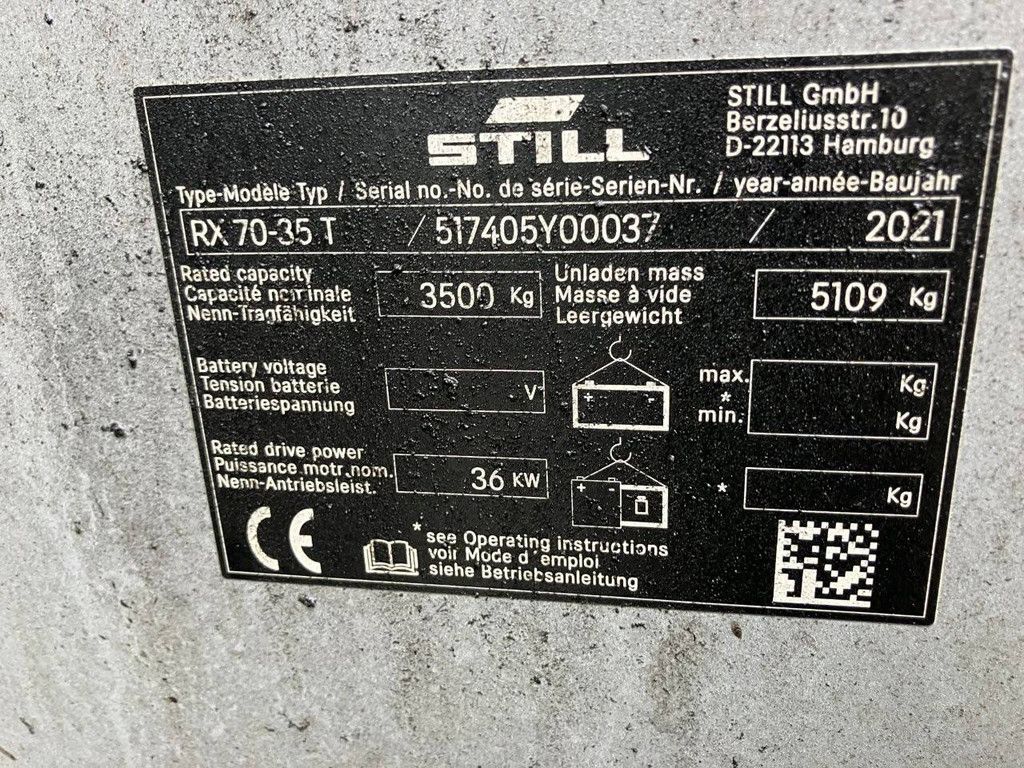 STILL
STILL GmbH
Berzeliusstr.10
D-22113 Hamburg
Type-Modèle Typ / Serial no.-No. de série-Serien-Nr. / year-année-Baujahr
RX 70-35 T / 517405Y00037 / 2021
Rated capacity
Capacité nominale
Nenn-Tragfähigkeit
3500 Kg
Unladen mass
Masse à vide
Leergewicht
5109 Kg
Battery voltage
Tension batterie
Batteriespannung
V
+ -
max.
*
min.
Kg
Kg
Rated drive power
Puissance motr.nom.
Nenn-Antriebsleist.
36 KW
+ -
*
Kg
CE
*
see Operating instructions
voir Mode d'emploi
siehe Betriebsanleitung